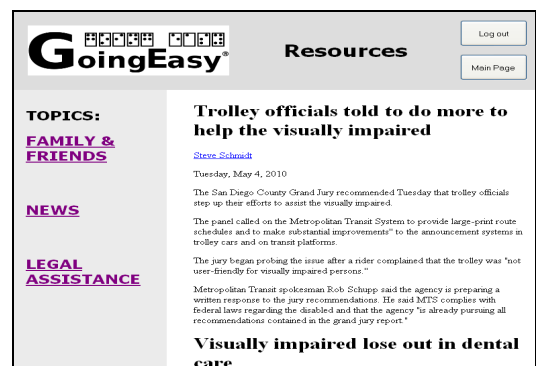 GoingEasy®
Resources
Log out
Main Page
TOPICS:
FAMILY &
FRIENDS
NEWS
LEGAL
ASSISTANCE
Trolley officials told to do more to
help the visually impaired
Steve Schmidt
Tuesday, May 4, 2010
The San Diego County Grand Jury recommended Tuesday that trolley officials
step up their efforts to assist the visually impaired.
The panel called on the Metropolitan Transit System to provide large-print route
schedules and to make substantial improvements" to the announcement systems in
trolley cars and on transit platforms.
The jury began probing the issue after a rider complained that the trolley was "not
user-friendly for visually impaired persons."
Metropolitan Transit spokesman Rob Schupp said the agency is preparing a
written response to the jury recommendations. He said MTS complies with
federal laws regarding the disabled and that the agency "is already pursuing all
recommendations contained in the grand jury report."
Visually impaired lose out in dental
care